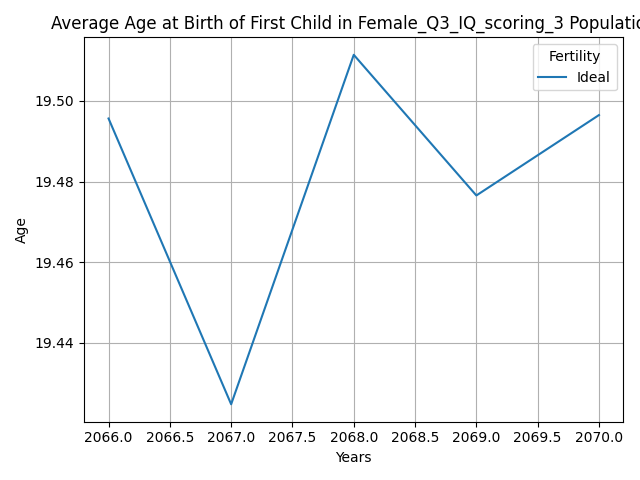 Average Age at Birth of First Child in Female_Q3_IQ_scoring_3 Populatio
Fertility
Ideal
19.50
19.48
19.46
19.44
Age
2066.0 2066.5 2067.0 2067.5 2068.0 2068.5 2069.0 2069.5 2070.0
Years